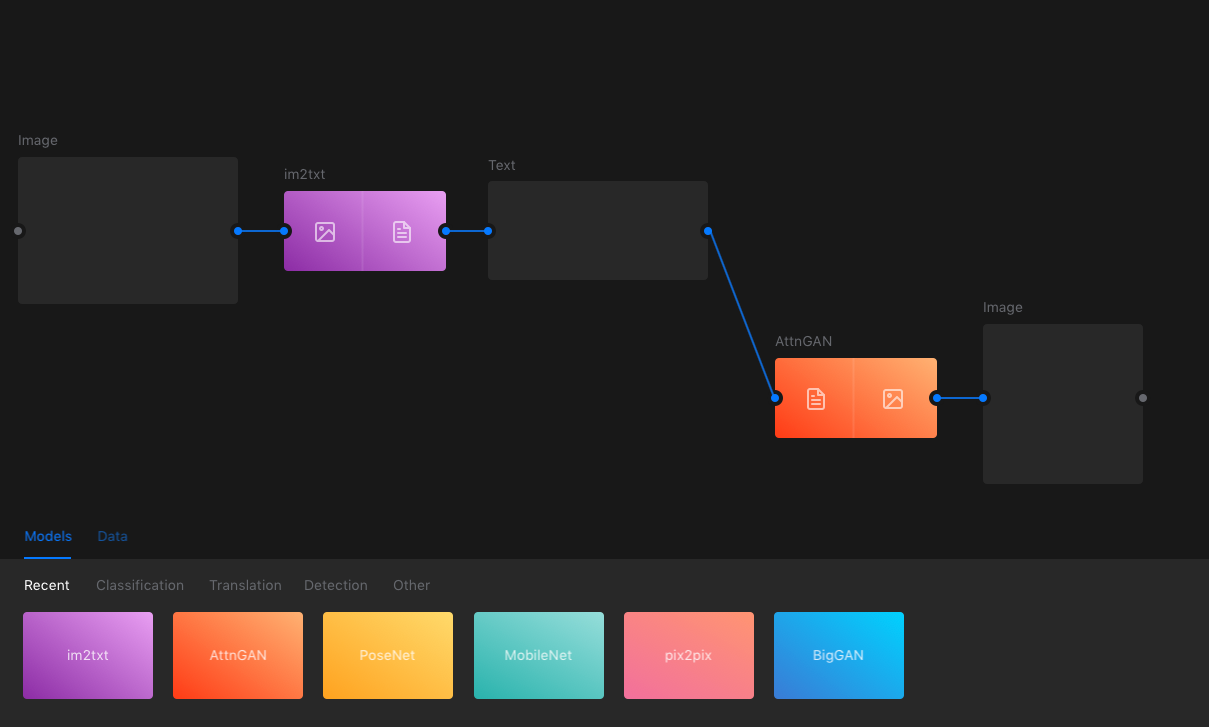 Image
im2txt
Text
Image
AttnGAN
Models Data
Recent Classification Translation Detection Other
im2txt AttnGAN PoseNet MobileNet pix2pix BigGAN